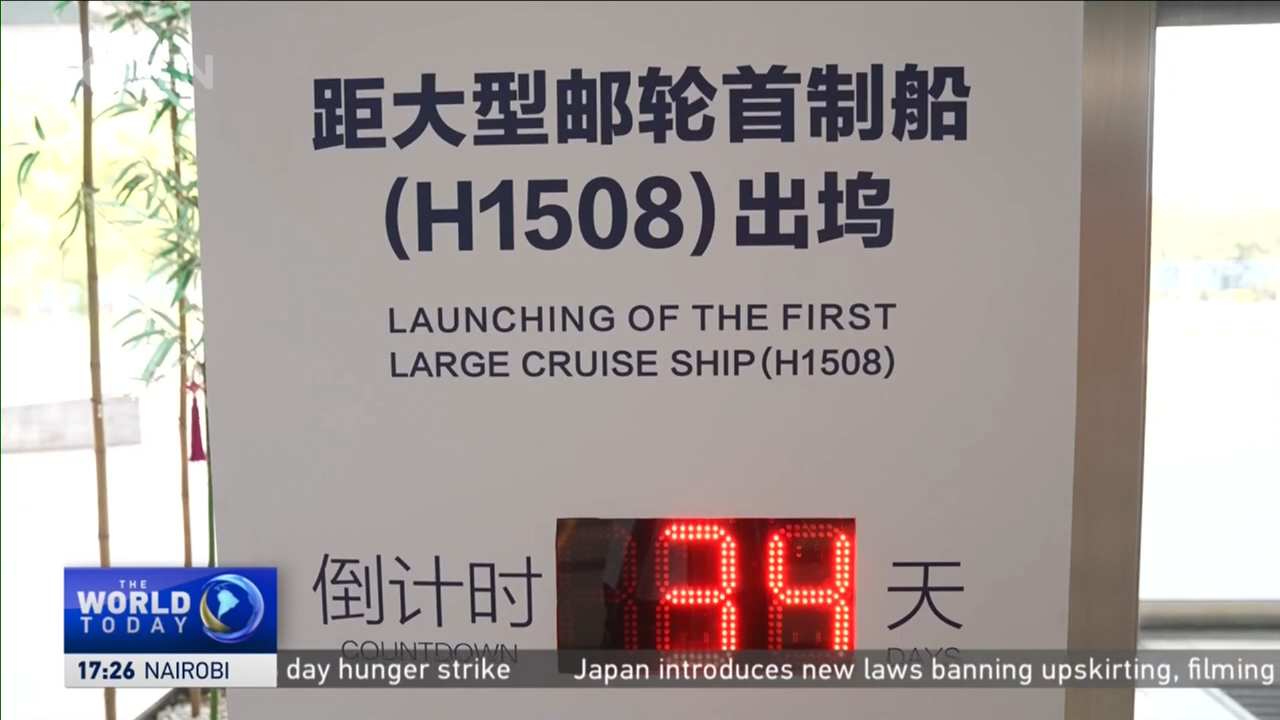 距大型邮轮首制船
(H1508)出坞
LAUNCHING OF THE FIRST
LARGE CRUISE SHIP(H1508)
倒计时 34 天
COUNTDOWN DAYS
THE
WORLD
TODAY
17:26 NAIROBI
day hunger strike Japan introduces new laws banning upskirting, filming